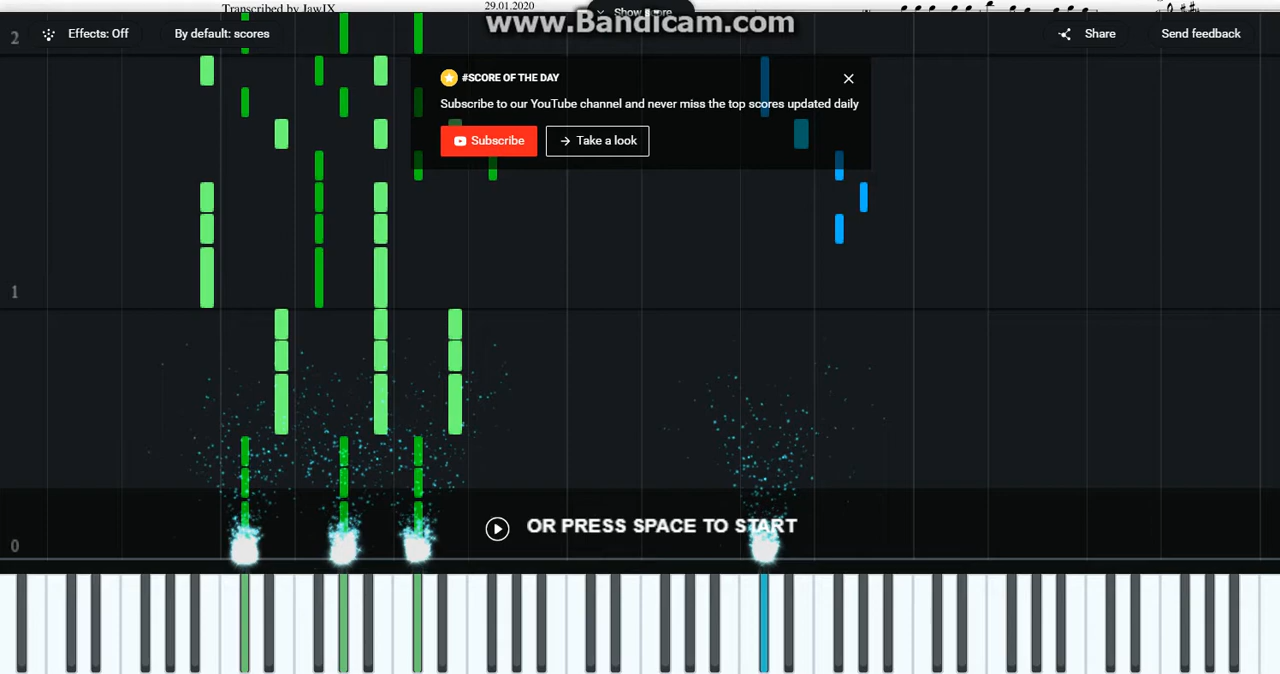 Transcribed by JawJX
29.01.2020
www.Bandicam.com
2
Effects: Off
By default: scores
Share
Send feedback
#SCORE OF THE DAY
Subscribe to our YouTube channel and never miss the top scores updated daily
Subscribe
Take a look
1
OR PRESS SPACE TO START
0